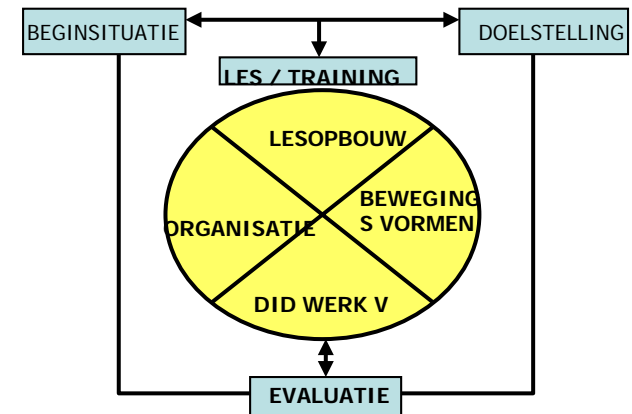 BEGINSITUATIE
DOELSTELLING
LES / TRAINING
LESOPBOUW
BEWEGING
S VORMEN
ORGANISATIE
DID WERK V
EVALUATIE